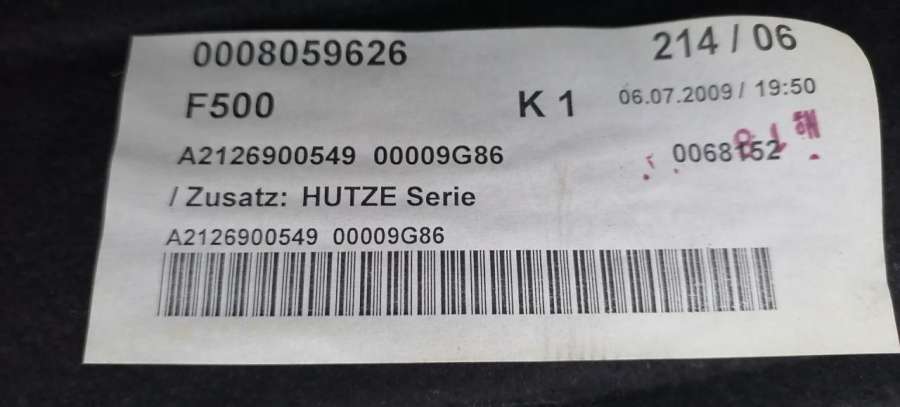 0008059626 214 / 06
F500 K 1 06.07.2009 / 19:50
A2126900549 00009G86 0068152
/ Zusatz: HUTZE Serie
A2126900549 00009G86